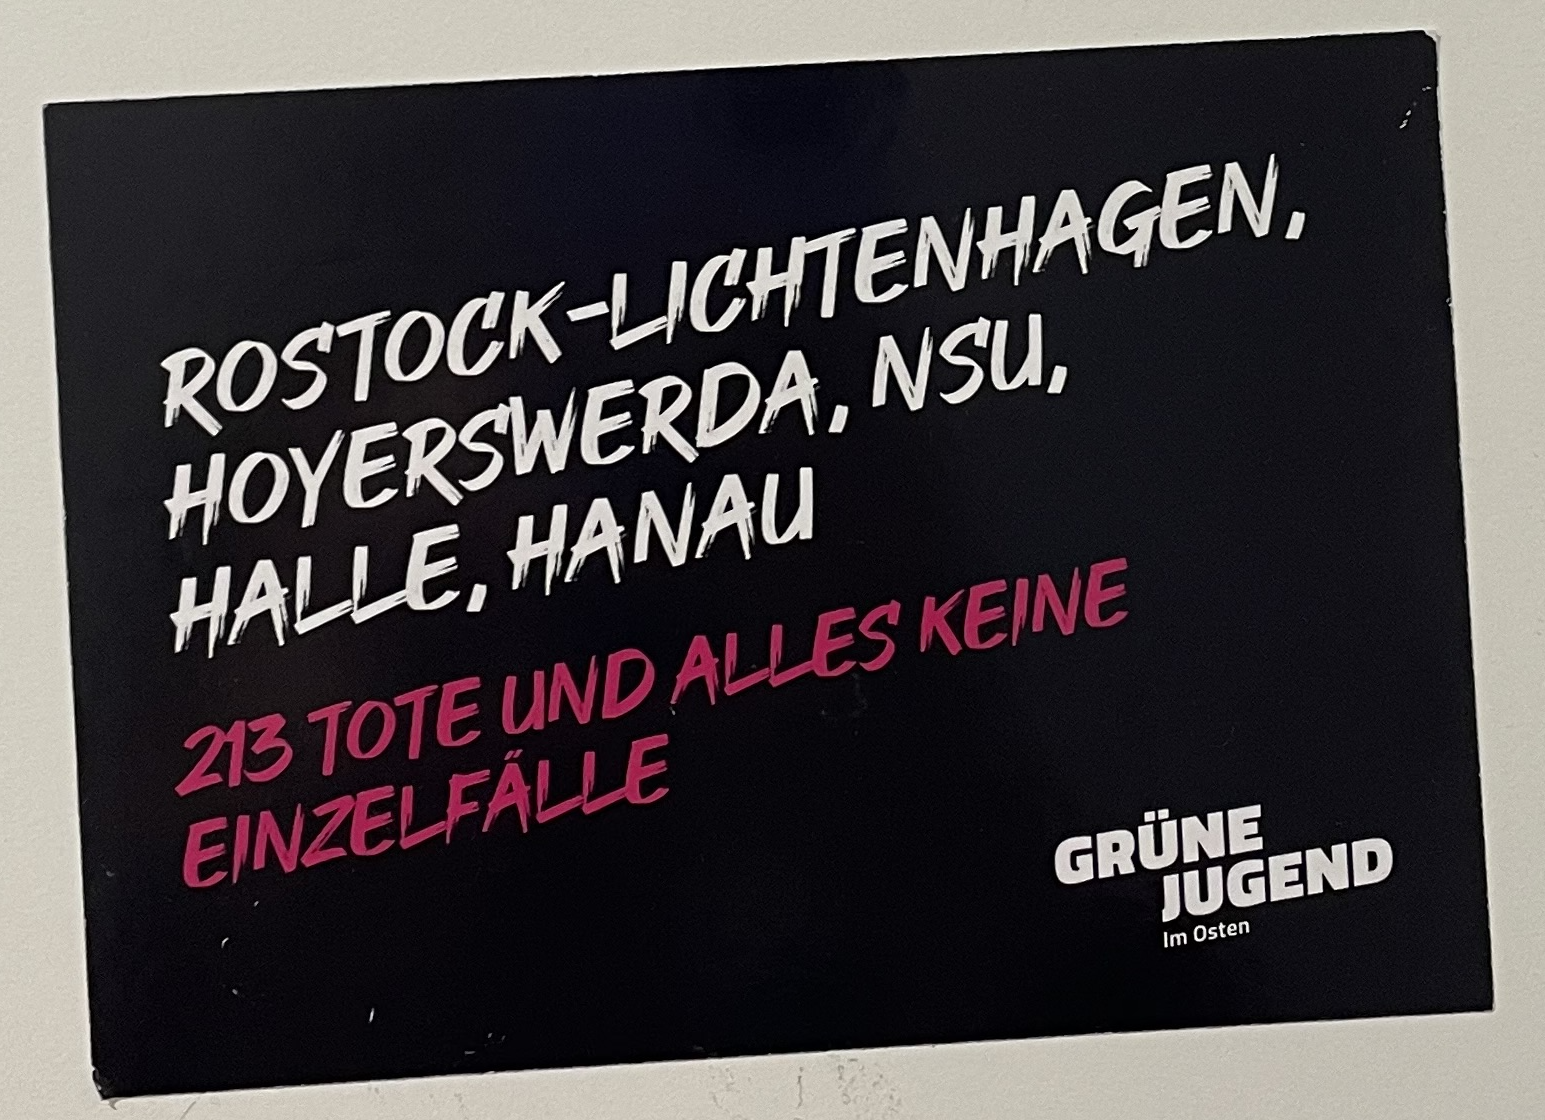 ROSTOCK-LICHTENHAGEN,
HOYERSWERDA, NSU,
HALLE, HANAU
213 TOTE UND ALLES KEINE
EINZELFÄLLE
GRÜNE
JUGEND
Im Osten